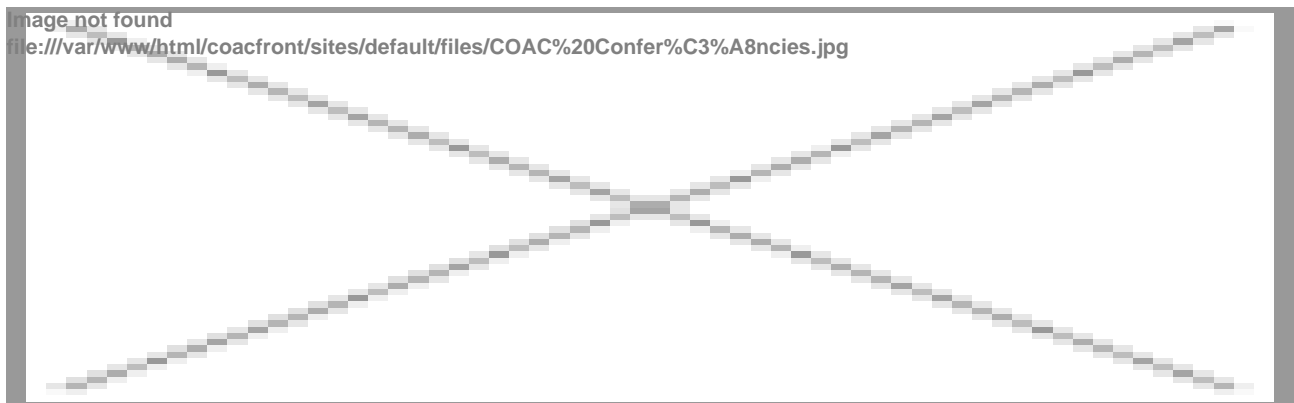 Image not found
file:///var/www/html/coacfront/sites/default/files/COAC%20Confer%C3%A8ncies.jpg